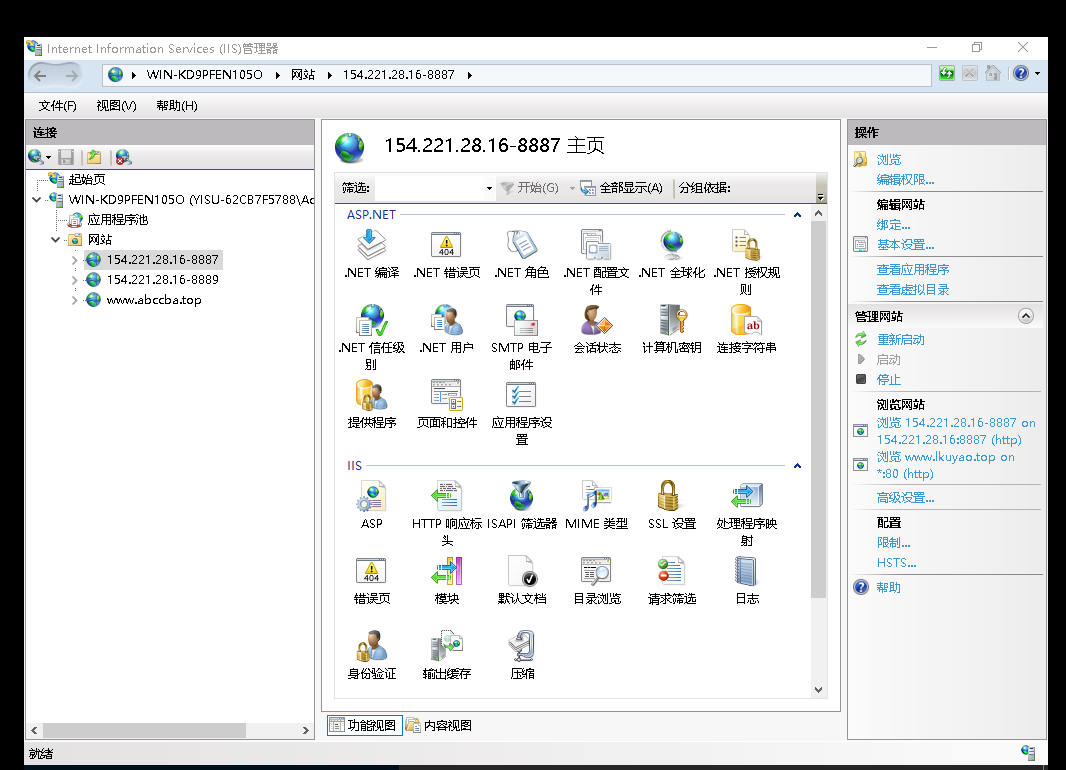 Internet Information Services (IIS)管理器
WIN-KD9PFEN105O
网站
154.221.28.16-8887
文件(F)
视图(V)
帮助(H)
连接
起始页
WIN-KD9PFEN105O (YISU-62CB7F5788\Ac
应用程序池
网站
154.221.28.16-8887
154.221.28.16-8889
www.abccba.top
154.221.28.16-8887 主页
筛选:
开始(G)
全部显示(A)
分组依据:
ASP.NET
.NET 编译
.NET 错误页
.NET 角色
.NET 配置文
件
.NET 全球化
.NET 授权规
则
.NET 信任级
别
.NET 用户
SMTP 电子
邮件
会话状态
计算机密钥
连接字符串
提供程序
页面和控件
应用程序设
置
IIS
ASP
HTTP 响应标
头
ISAPI 筛选器
MIME 类型
SSL 设置
处理程序映
射
错误页
模块
默认文档
目录浏览
请求筛选
日志
身份验证
输出缓存
压缩
功能视图
内容视图
操作
浏览
编辑权限...
编辑网站
绑定...
基本设置...
查看应用程序
查看虚拟目录
管理网站
重新启动
启动
停止
浏览网站
浏览 154.221.28.16-8887 on
154.221.28.16:8887 (http)
浏览 www.lkuyao.top on
*:80 (http)
高级设置...
配置
限制...
HSTS...
帮助
就绪